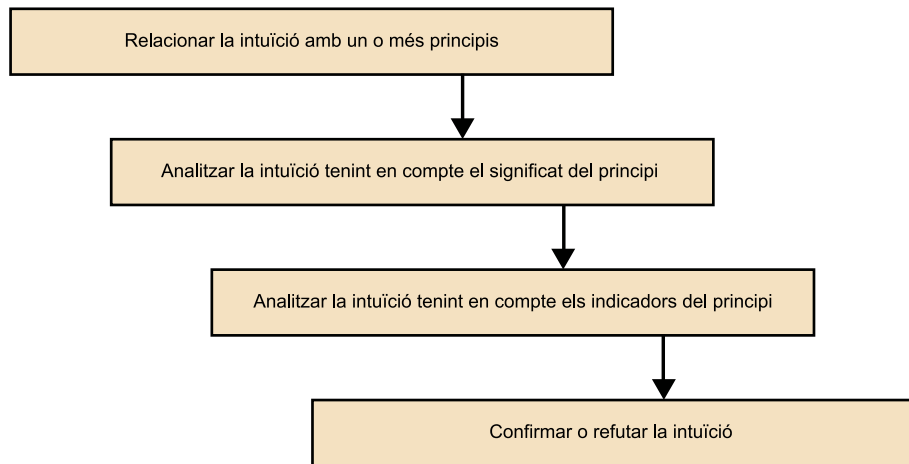 Relacionar la intuïció amb un o més principis
Analitzar la intuïció tenint en compte el significat del principi
Analitzar la intuïció tenint en compte els indicadors del principi
Confirmar o refutar la intuïció